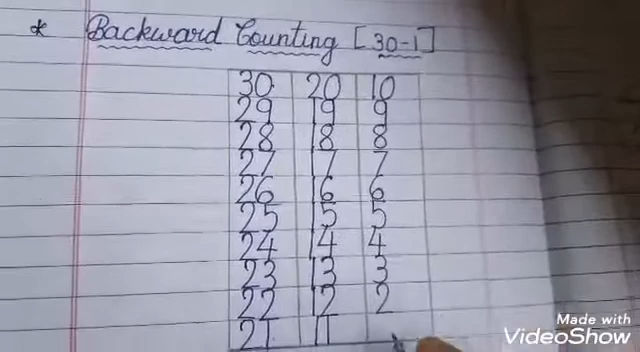 * Backward Counting [30-1]
30 20 10
29 19 9
28 18 8
27 17 7
26 16 6
25 15 5
24 14 4
23 13 3
22 12 2
21 11
Made with
VideoShow